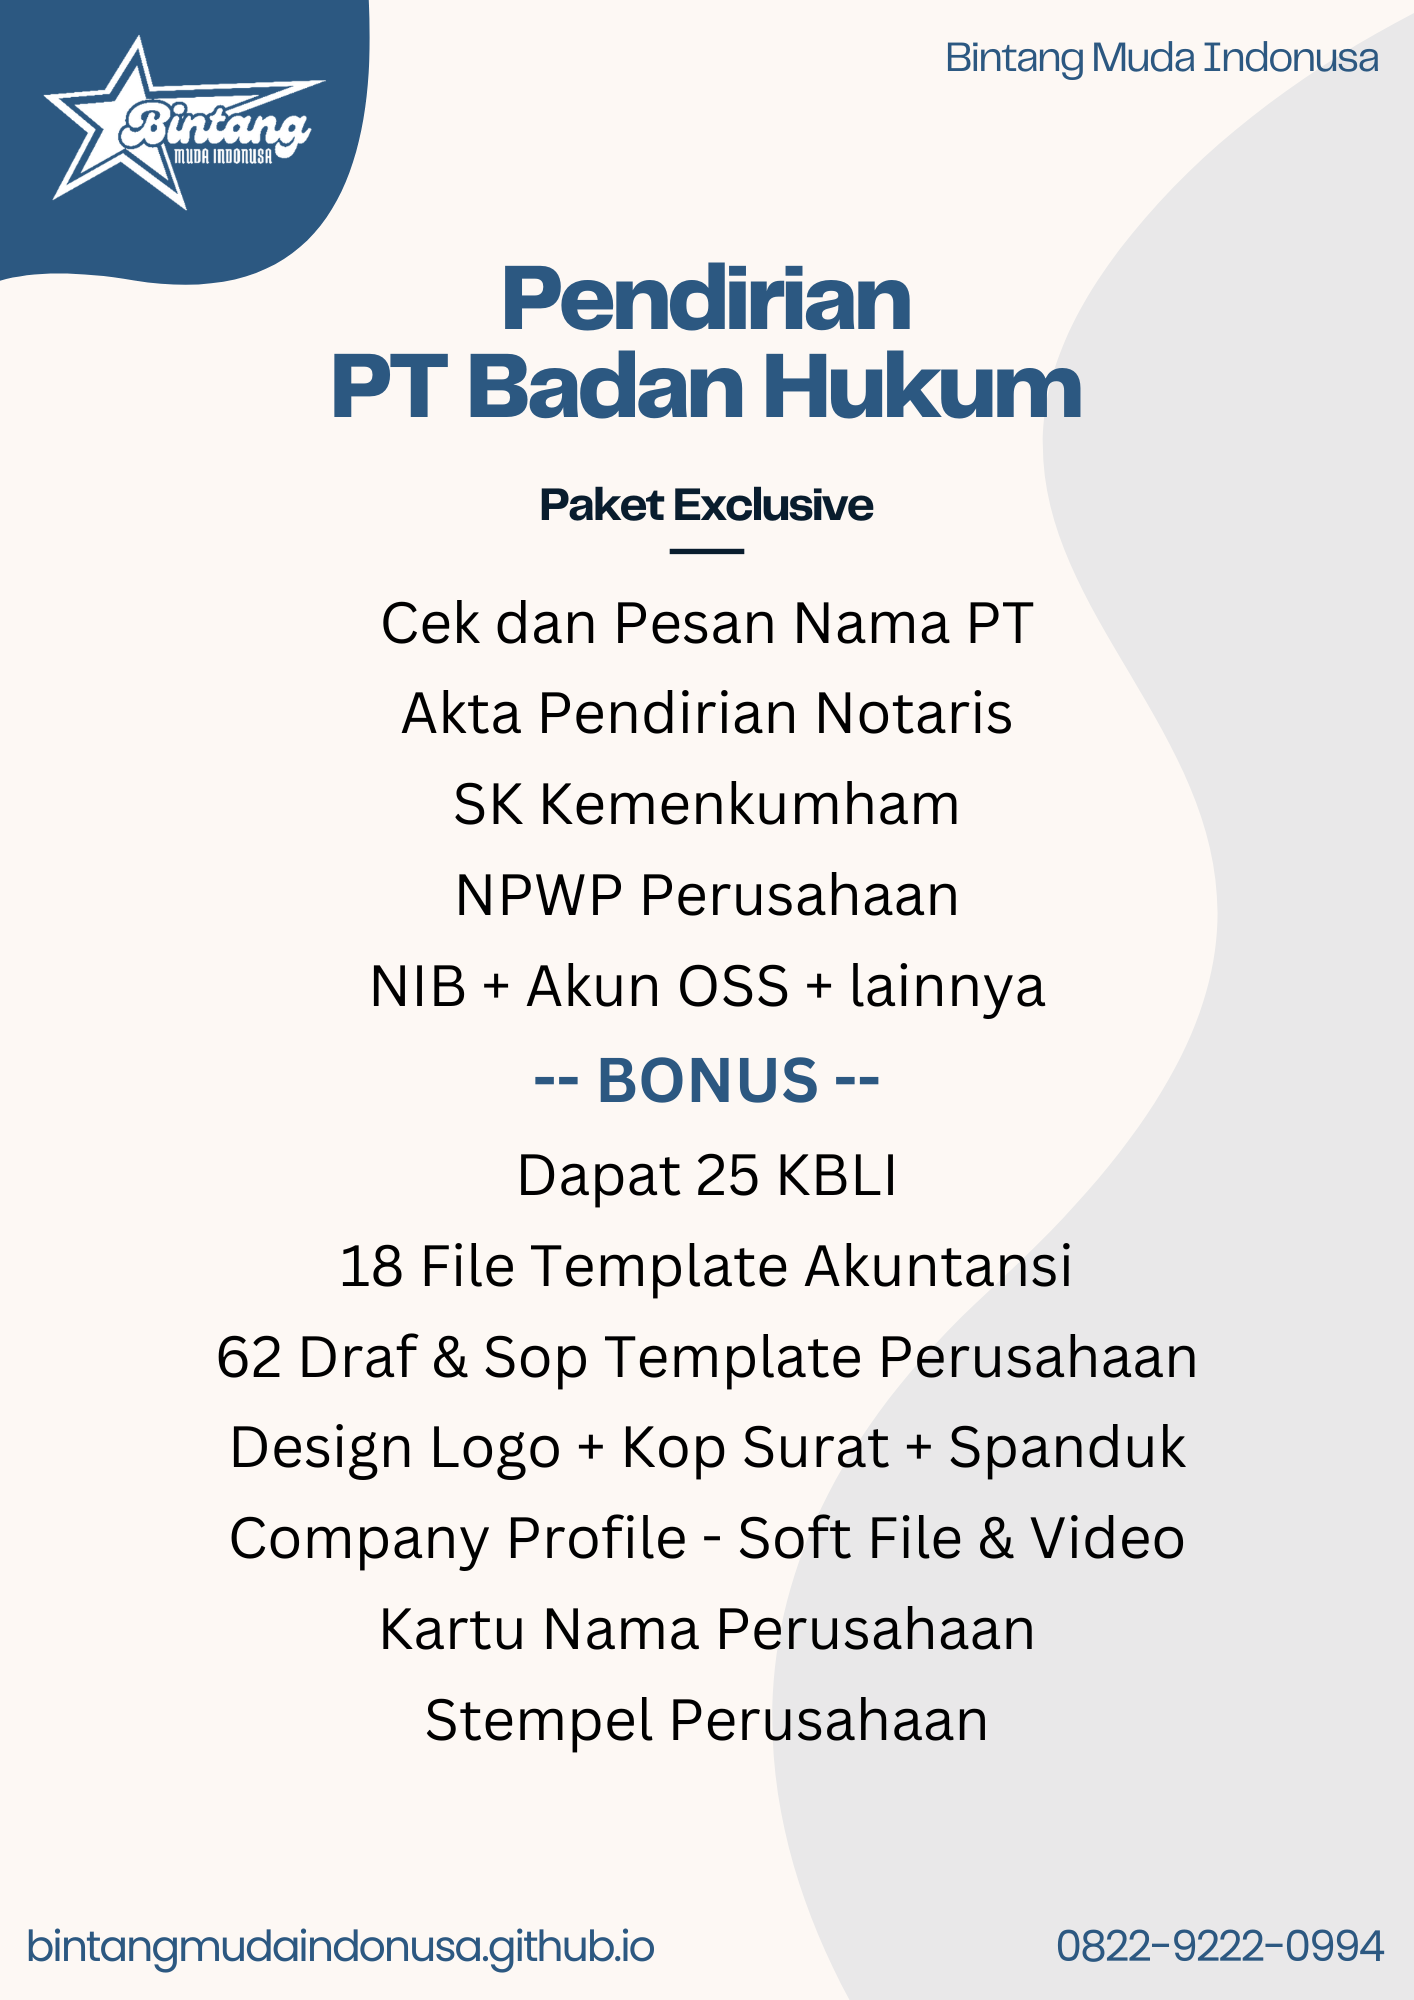 Bintang
MUDA INDONUSA
Bintang Muda Indonusa
Pendirian
PT Badan Hukum
Paket Exclusive
Cek dan Pesan Nama PT
Akta Pendirian Notaris
SK Kemenkumham
NPWP Perusahaan
NIB + Akun OSS + lainnya
-- BONUS --
Dapat 25 KBLI
18 File Template Akuntansi
62 Draf & Sop Template Perusahaan
Design Logo + Kop Surat + Spanduk
Company Profile - Soft File & Video
Kartu Nama Perusahaan
Stempel Perusahaan
bintangmudaindonusa.github.io
0822-9222-0994